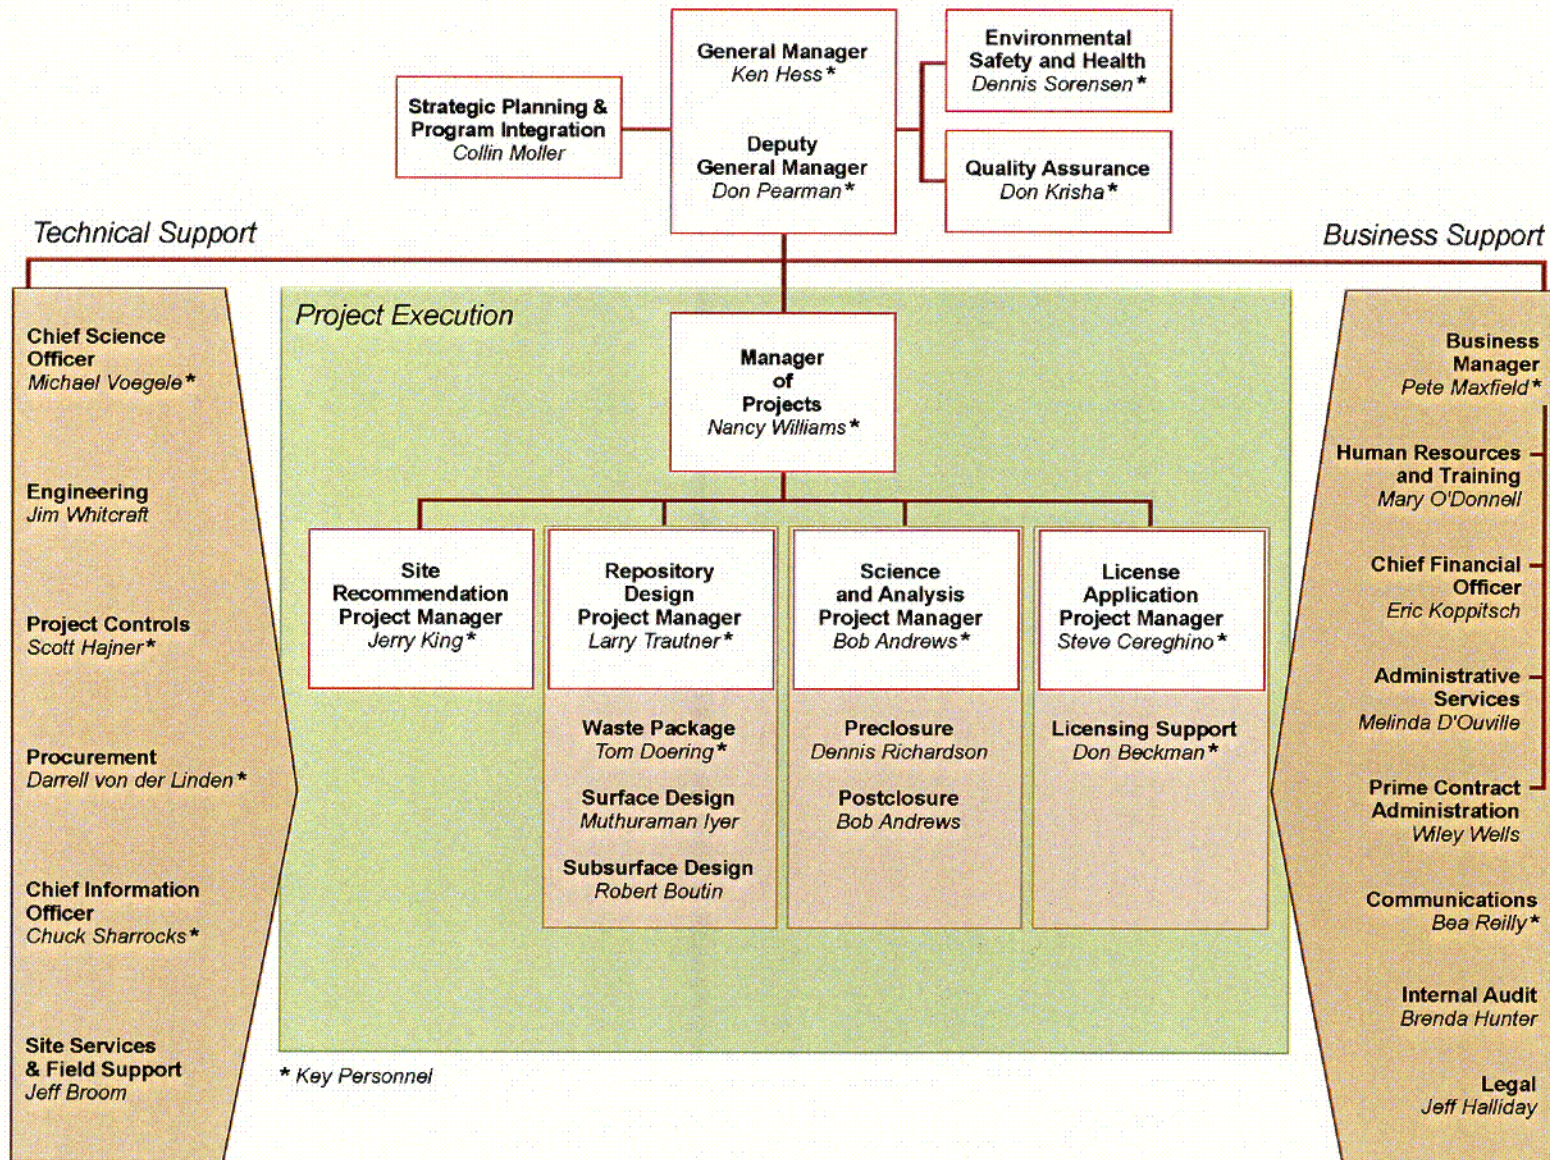 General Manager
Ken Hess*
Deputy
General Manager
Don Pearman*
Strategic Planning &
Program Integration
Collin Moller
Environmental
Safety and Health
Dennis Sorensen*
Quality Assurance
Don Krisha*
Technical Support
Business Support
Chief Science
Officer
Michael Voegele*
Engineering
Jim Whitcraft
Project Controls
Scott Hajner*
Procurement
Darrell von der Linden*
Chief Information
Officer
Chuck Sharrocks*
Site Services
& Field Support
Jeff Broom
Project Execution
Manager
of
Projects
Nancy Williams*
Site
Recommendation
Project Manager
Jerry King*
Repository
Design
Project Manager
Larry Trautner*
Waste Package
Tom Doering*
Surface Design
Muthuraman Iyer
Subsurface Design
Robert Boutin
Science
and Analysis
Project Manager
Bob Andrews*
Preclosure
Dennis Richardson
Postclosure
Bob Andrews
License
Application
Project Manager
Steve Cereghino*
Licensing Support
Don Beckman*
Business
Manager
Pete Maxfield*
Human Resources
and Training
Mary O'Donnell
Chief Financial
Officer
Eric Koppitsch
Administrative
Services
Melinda D'Ouville
Prime Contract
Administration
Wiley Wells
Communications
Bea Reilly*
Internal Audit
Brenda Hunter
Legal
Jeff Halliday
* Key Personnel